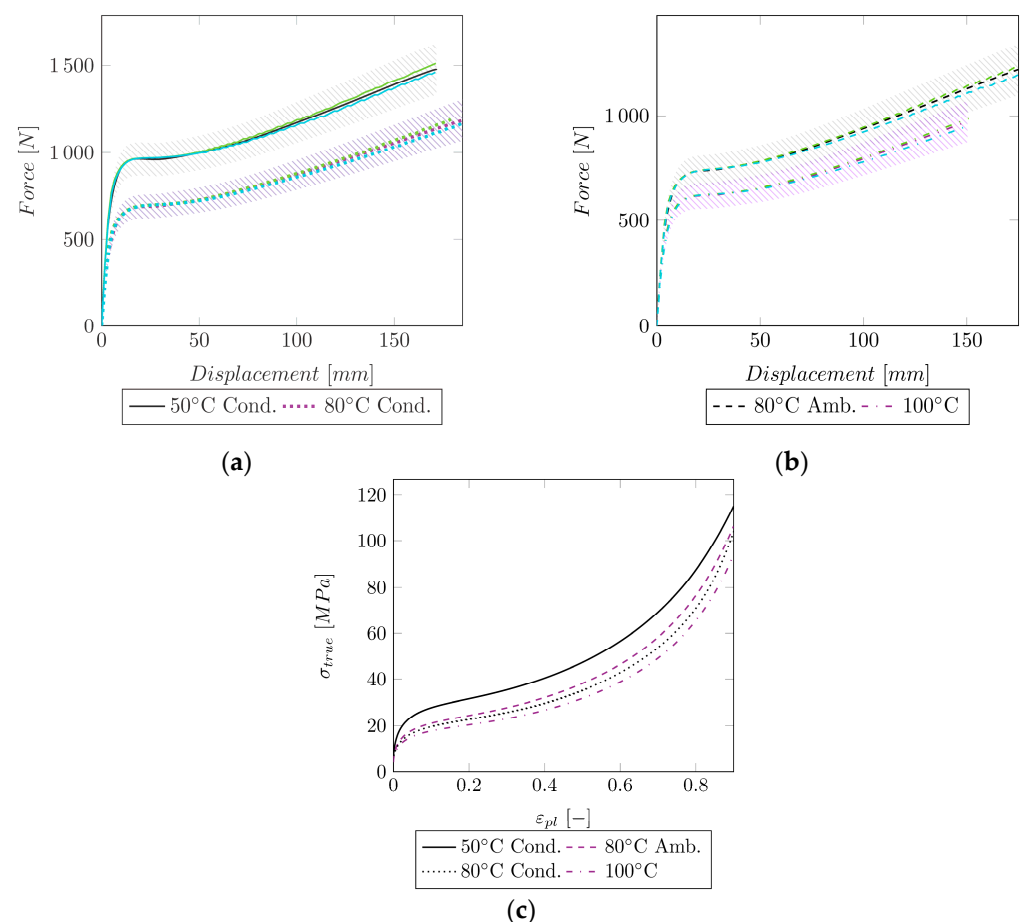 1 500
1 000
500
0
Force [N]
0 50 100 150
Displacement [mm]
50°C Cond. 80°C Cond.
(a)
1 000
500
0
Force [N]
0 50 100 150
Displacement [mm]
80°C Amb. 100°C
(b)
120
100
80
60
40
20
0
σtrue [MPa]
0 0.2 0.4 0.6 0.8
εpl [−]
50°C Cond. 80°C Amb.
80°C Cond. 100°C
(c)